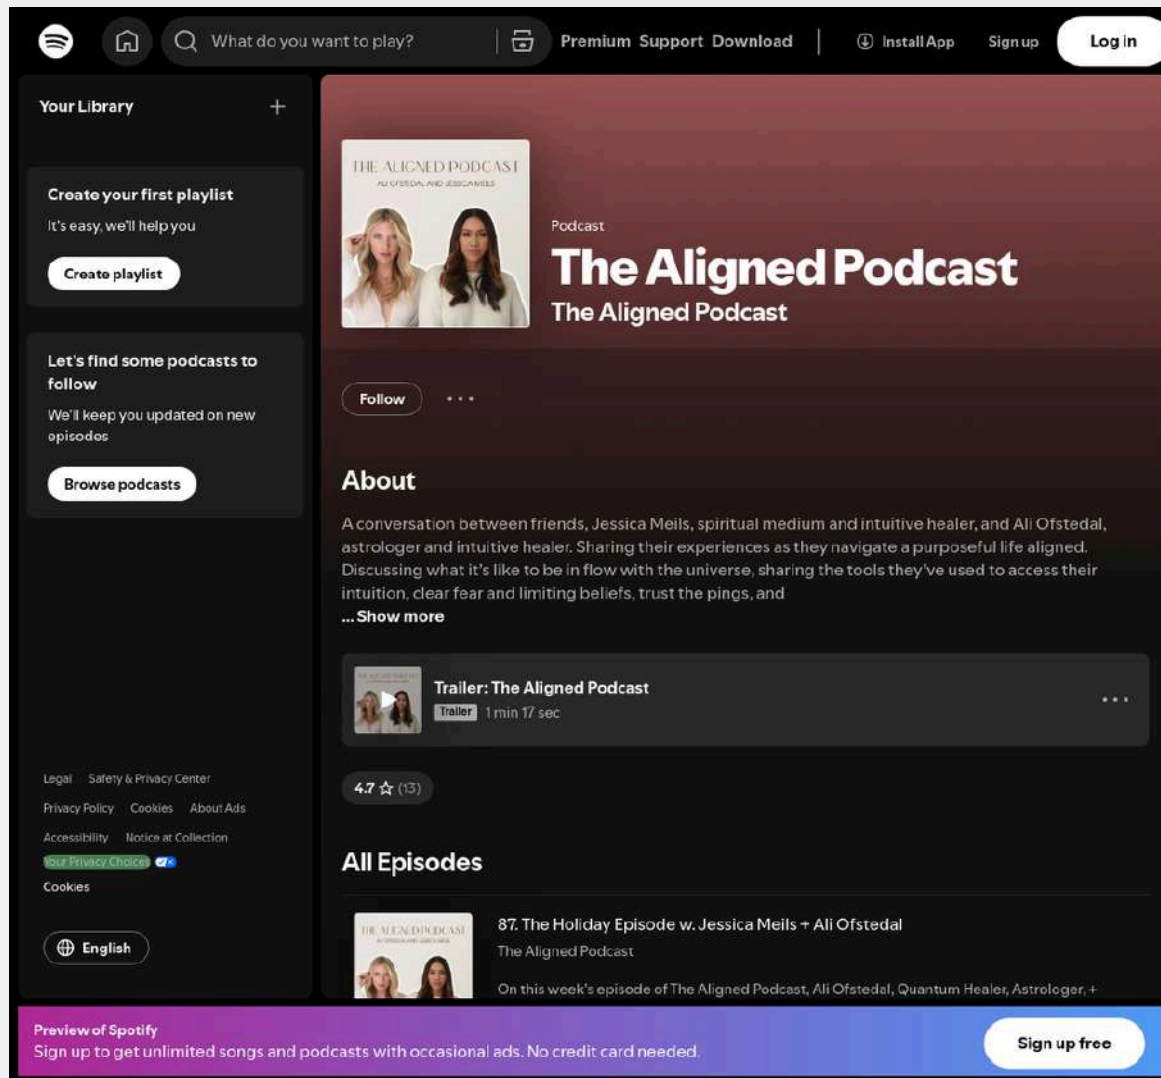 What do you want to play?
Premium Support Download
Install App
Sign up
Log in
Your Library
Create your first playlist
It's easy, we'll help you
Create playlist
Let's find some podcasts to
follow
We'll keep you updated on new
episodes
Browse podcasts
Legal Safety & Privacy Center
Privacy Policy Cookies About Ads
Accessibility Notice at Collection
Your Privacy Choices
Cookies
English
THE ALIGNED PODCAST
ALI OFSTEDAL AND JESSICA MEILS
Podcast
The Aligned Podcast
The Aligned Podcast
Follow
About
A conversation between friends, Jessica Meils, spiritual medium and intuitive healer, and Ali Ofstedal,
astrologer and intuitive healer. Sharing their experiences as they navigate a purposeful life aligned.
Discussing what it's like to be in flow with the universe, sharing the tools they've used to access their
intuition, clear fear and limiting beliefs, trust the pings, and
... Show more
Trailer: The Aligned Podcast
Trailer 1 min 17 sec
4.7 ☆ (13)
All Episodes
THE ALIGNED PODCAST
87. The Holiday Episode w. Jessica Meils + Ali Ofstedal
The Aligned Podcast
On this week's episode of The Aligned Podcast, Ali Ofstedal, Quantum Healer, Astrologer, +
Preview of Spotify
Sign up to get unlimited songs and podcasts with occasional ads. No credit card needed.
Sign up free